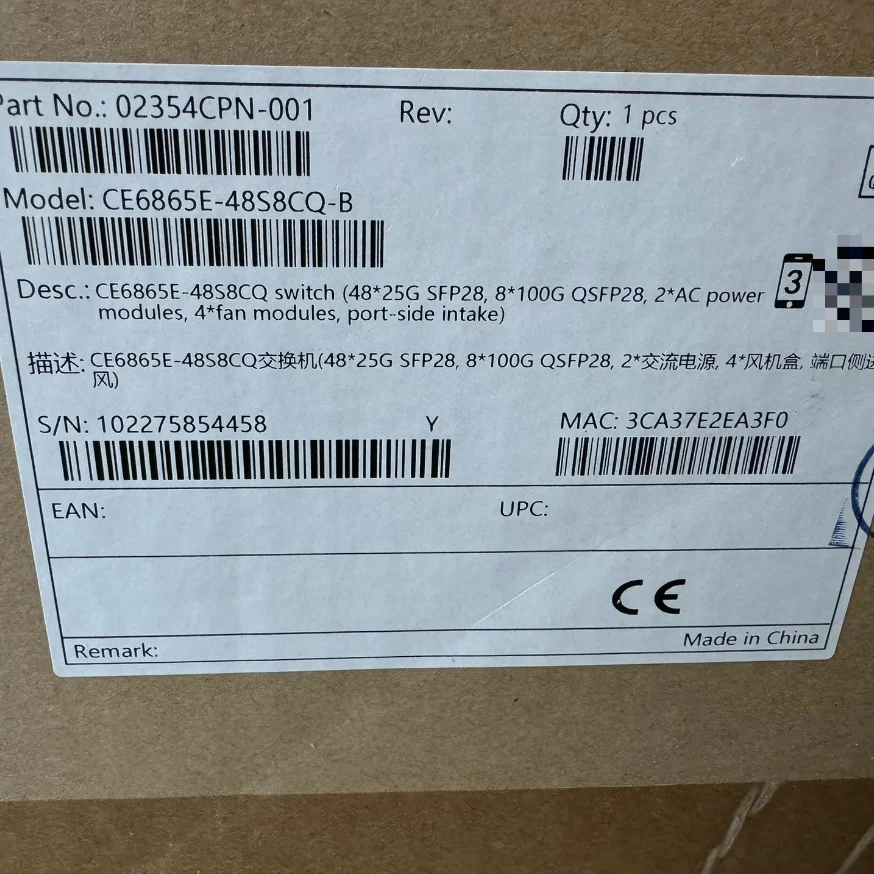 Part No.: 02354CPN-001 Rev: Qty: 1 pcs
Model: CE6865E-48S8CQ-B
Desc.: CE6865E-48S8CQ switch (48*25G SFP28, 8*100G QSFP28, 2*AC power
modules, 4*fan modules, port-side intake)
3
描述: CE6865E-48S8CQ交换机(48*25G SFP28, 8*100G QSFP28, 2*交流电源, 4*风机盒, 端口侧进
风)
S/N: 102275854458 Y MAC: 3CA37E2EA3F0
EAN: UPC:
CE
Remark: Made in China